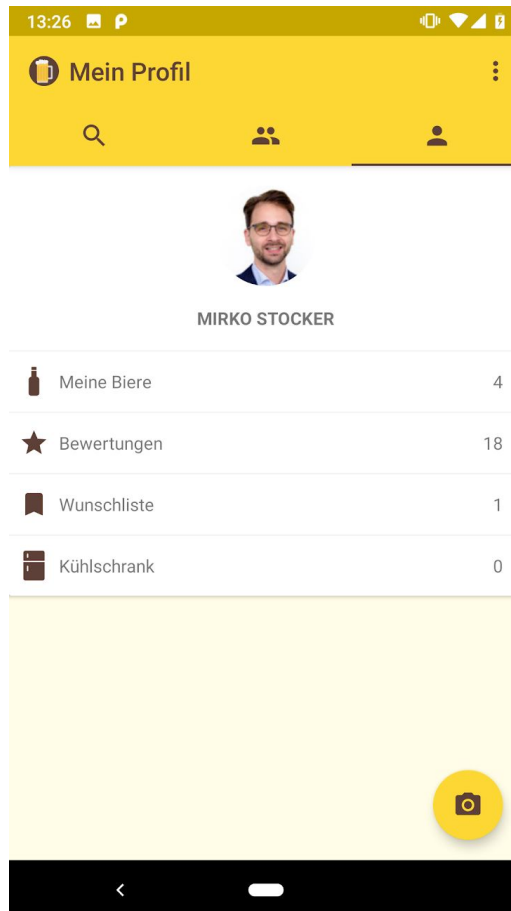 13:26
Mein Profil
MIRKO STOCKER
Meine Biere 4
Bewertungen 18
Wunschliste 1
Kühlschrank 0